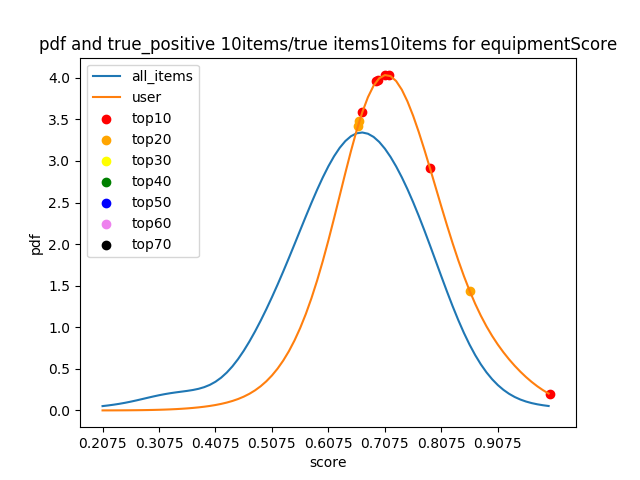 pdf and true_positive 10items/true items10items for equipmentScore
all_items
user
top10
top20
top30
top40
top50
top60
top70
4.0
3.5
3.0
2.5
2.0
1.5
1.0
0.5
0.0
pdf
0.2075 0.3075 0.4075 0.5075 0.6075 0.7075 0.8075 0.9075
score